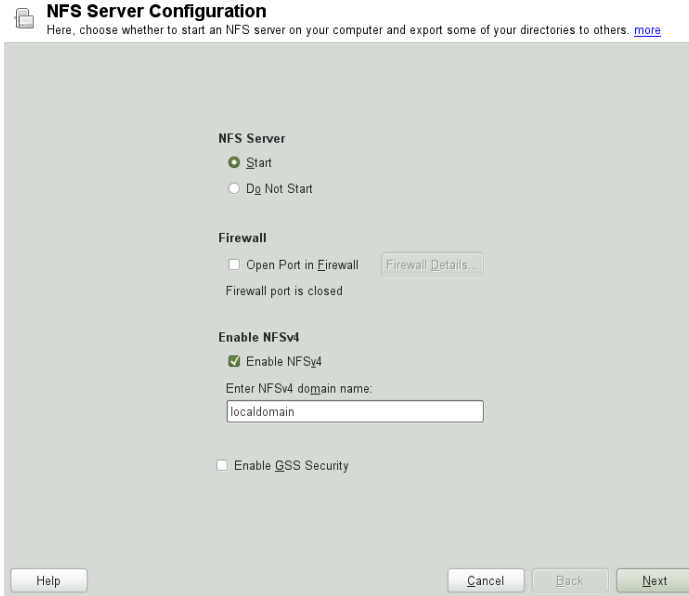 NFS Server Configuration
Here, choose whether to start an NFS server on your computer and export some of your directories to others. more
NFS Server
Start
Do Not Start
Firewall
Open Port in Firewall Firewall Details...
Firewall port is closed
Enable NFSv4
Enable NFSv4
Enter NFSv4 domain name:
localdomain
Enable GSS Security
Help Cancel Back Next